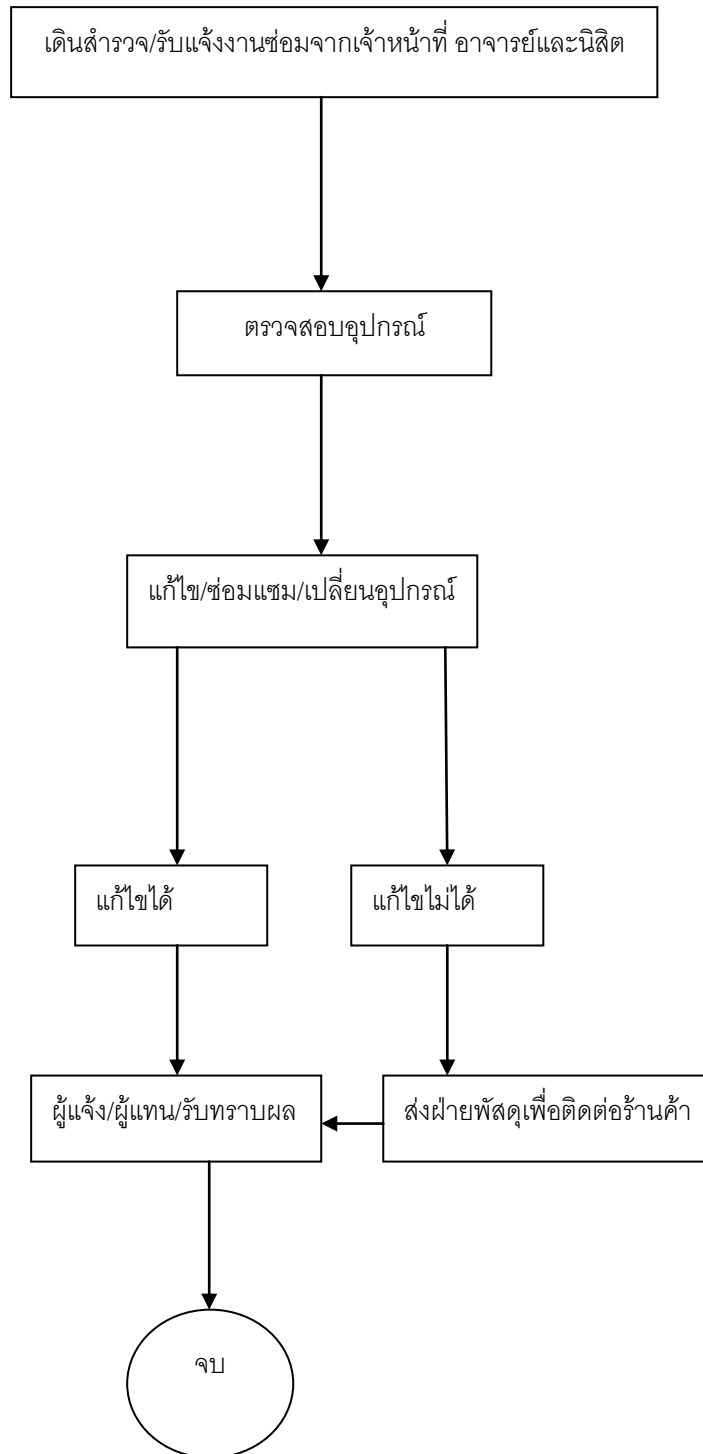 เดินสำรวจ/รับแจ้งงานซ่อมจากเจ้าหน้าที่ อาจารย์และนิสิต
ตรวจสอบอุปกรณ์
แก้ไข/ซ่อมแซม/เปลี่ยนอุปกรณ์
แก้ไขได้
แก้ไขไม่ได้
ผู้แจ้ง/ผู้แทน/รับทราบผล
ส่งฝ่ายพัสดุเพื่อติดต่อร้านค้า
จบ